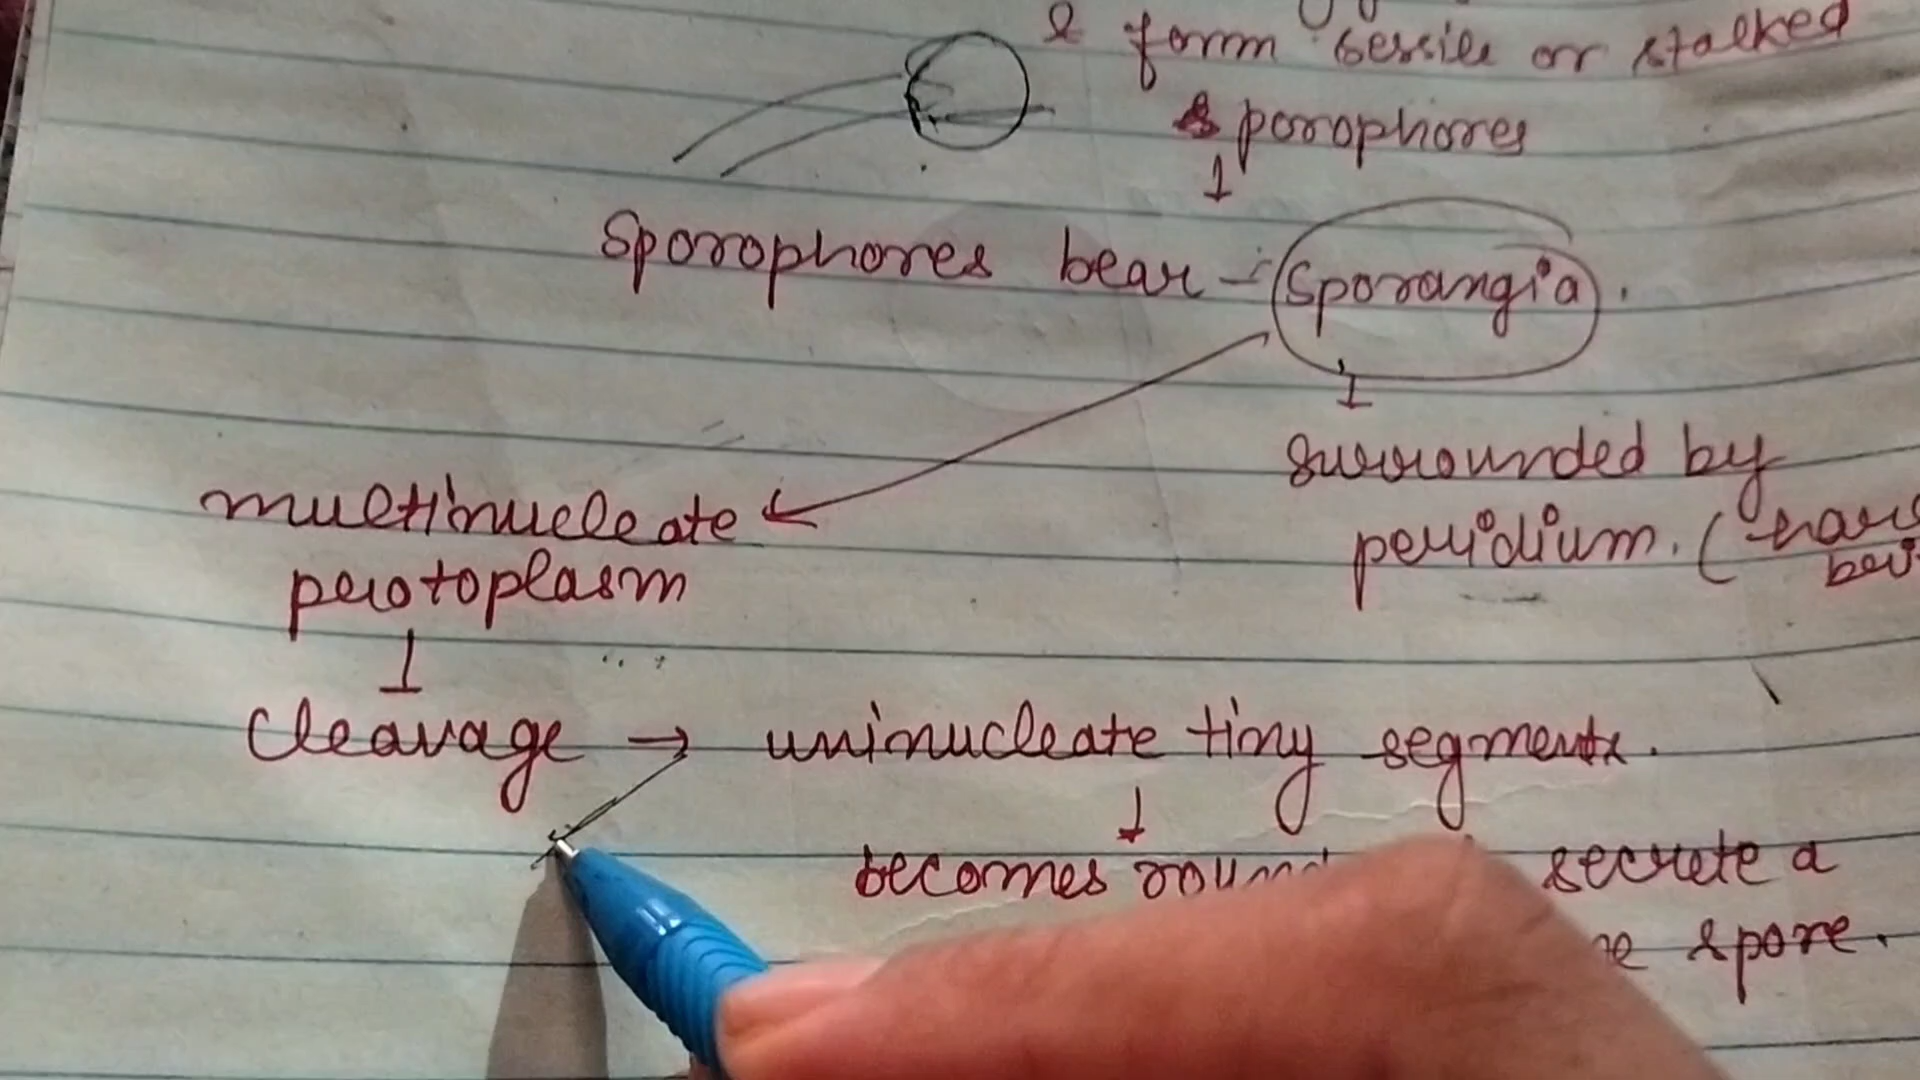 & form sessile or stalked
sporophores
Sporophores bear - Sporangia.
surrounded by
multinucleate
peridium. (
protoplasm
Cleavage → uninucleate tiny segments.
becomes secrete a
spore.